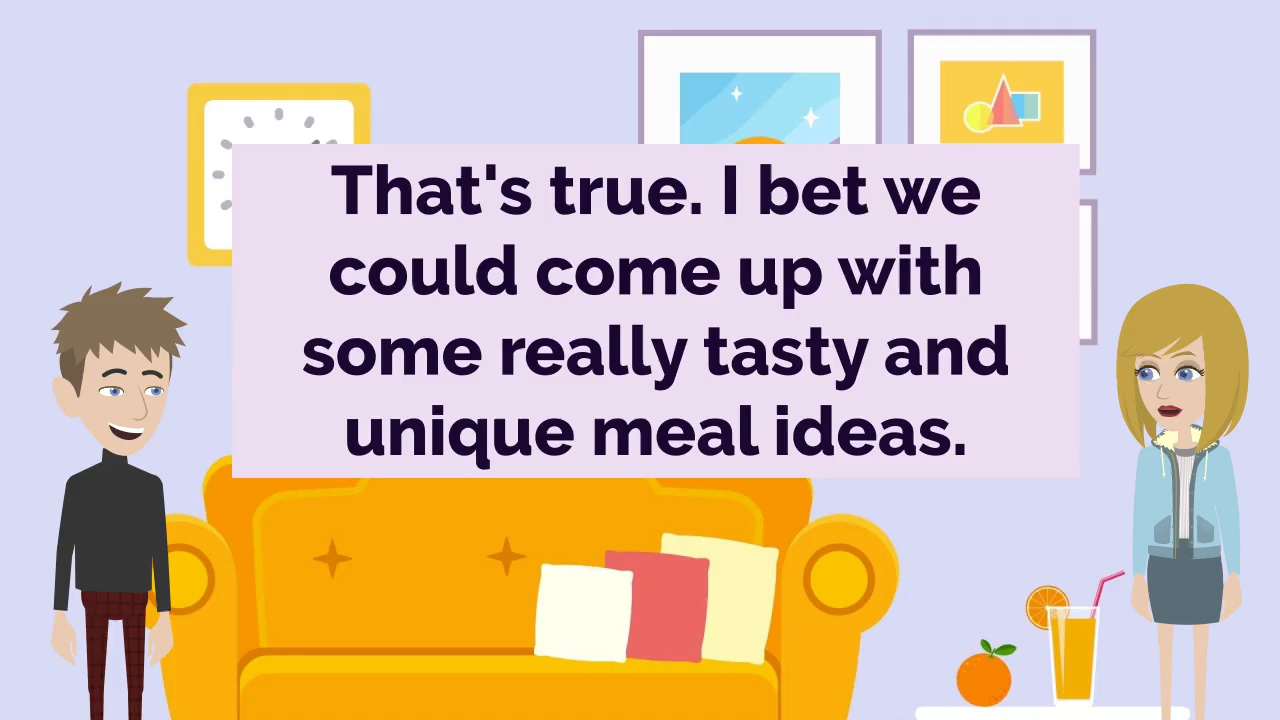 That's true. I bet we
could come up with
some really tasty and
unique meal ideas.